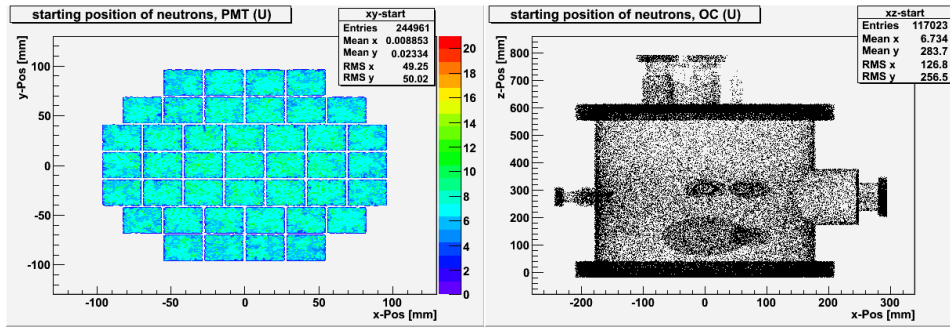 starting position of neutrons, PMT (U)
xy-start
Entries 244961
Mean x 0.008853
Mean y 0.02334
RMS x 49.25
RMS y 50.02
y-Pos [mm]
100
50
0
-50
-100
-100 -50 0 50 100
x-Pos [mm]
20
18
16
14
12
10
8
6
4
2
0
starting position of neutrons, OC (U)
xz-start
Entries 117023
Mean x 6.734
Mean y 283.7
RMS x 126.8
RMS y 256.5
z-Pos [mm]
800
700
600
500
400
300
200
100
0
-200 -100 0 100 200 300
x-Pos [mm]